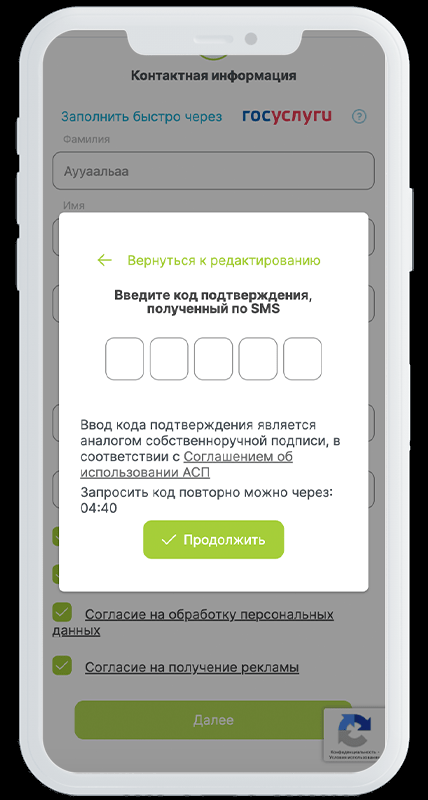 Контактная информация
Заполнить быстро через госуслуги ?
Фамилия
Аууаальаа
Имя
Вернуться к редактированию
Введите код подтверждения,
полученный по SMS
Ввод кода подтверждения является
аналогом собственноручной подписи, в
соответствии с Соглашением об
использовании АСП
Запросить код повторно можно через:
04:40
Продолжить
Согласие на обработку персональных
данных
Согласие на получение рекламы
Далее
Конфиденциальность -
Условия использования